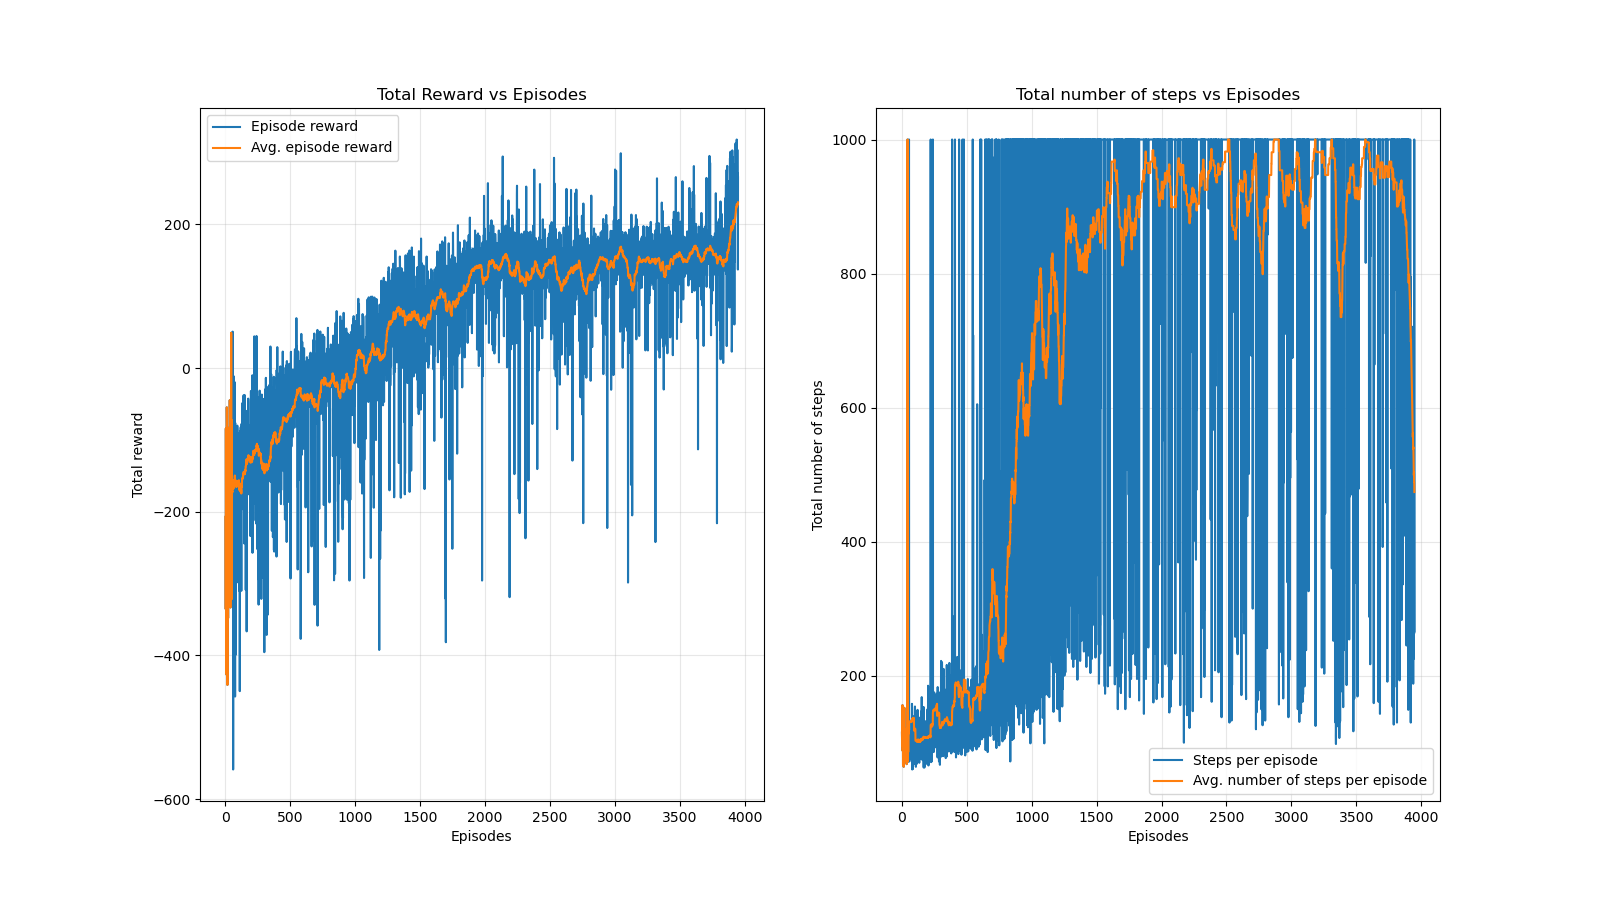 Total Reward vs Episodes
Episode reward
Avg. episode reward
Total reward
200
0
−200
−400
−600
0 500 1000 1500 2000 2500 3000 3500 4000
Episodes
Total number of steps vs Episodes
Total number of steps
1000
800
600
400
200
Steps per episode
Avg. number of steps per episode
0 500 1000 1500 2000 2500 3000 3500 4000
Episodes